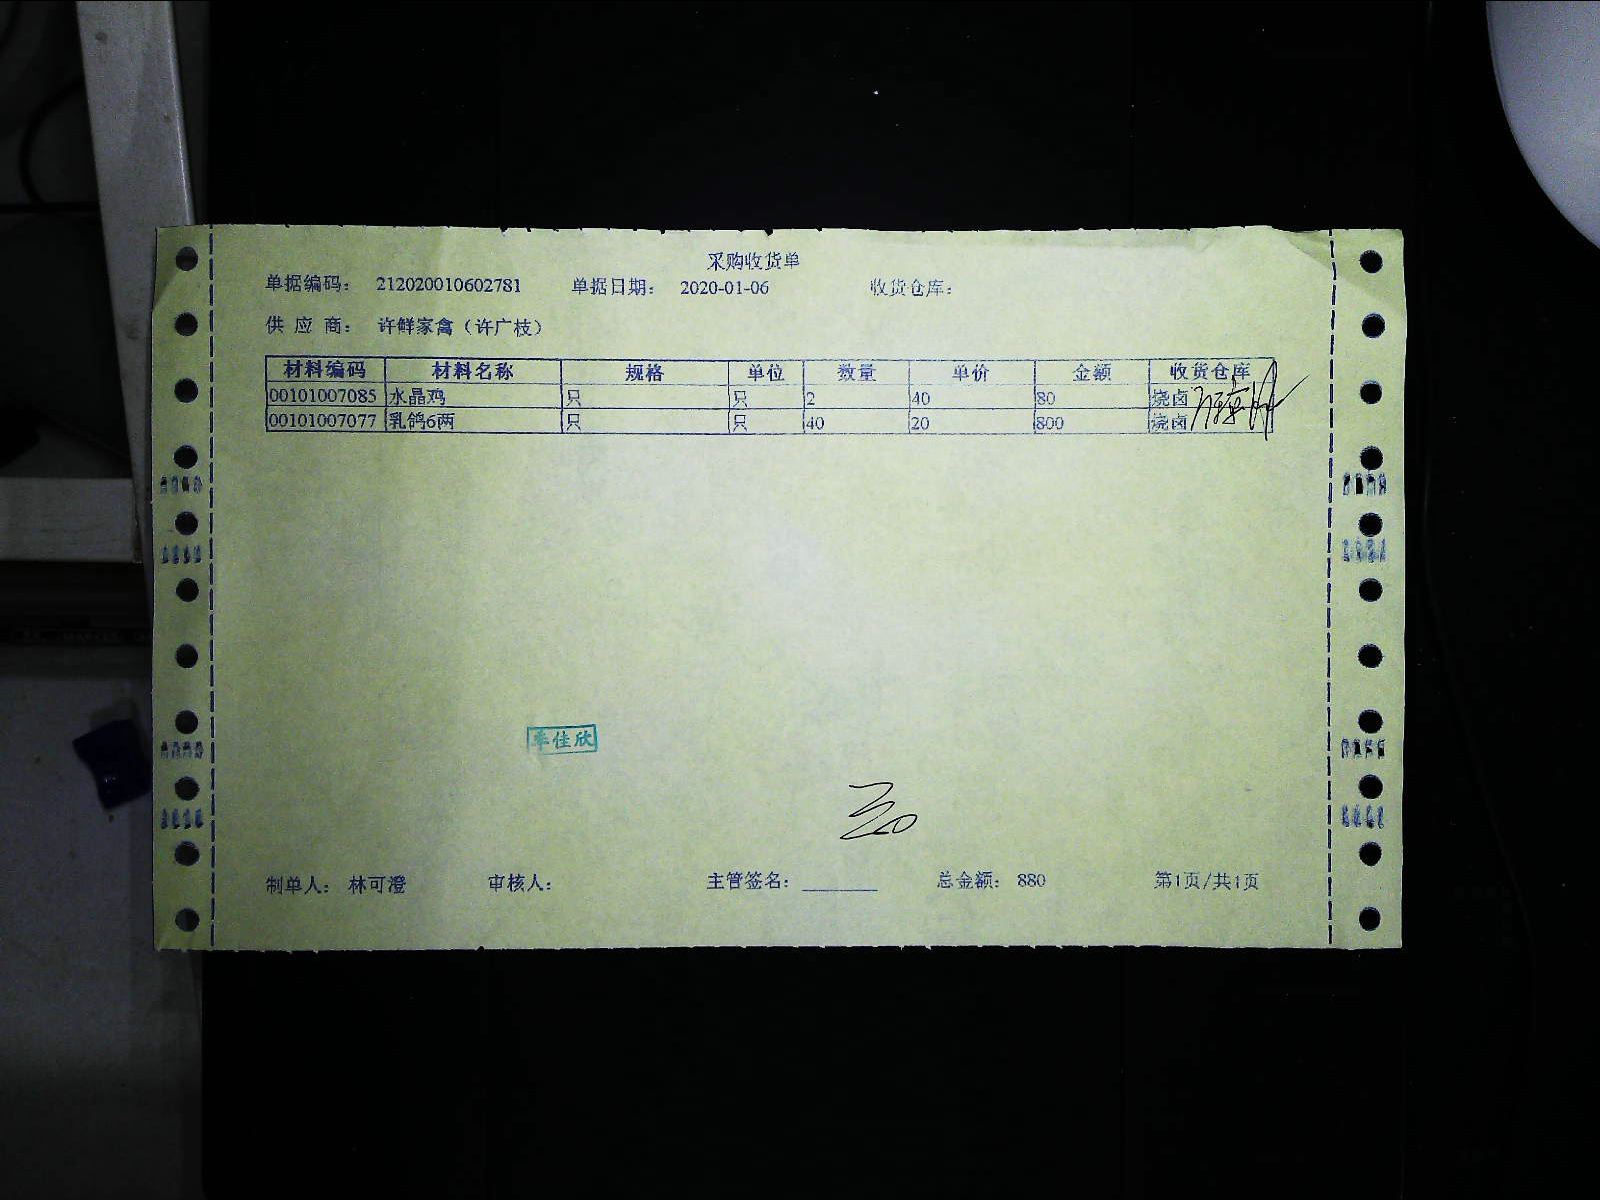 采购收货单
单据编码： 212020010602781 单据日期： 2020-01-06 收货仓库：
供 应 商： 许鲜家禽（许广枝）
材料编码 材料名称 规格 单位 数量 单价 金额 收货仓库
00101007085 水晶鸡 只 只 2 40 80 烧卤
00101007077 乳鸽6两 只 只 40 20 800 烧卤
佳欣
制单人： 林可澄 审核人： 主管签名： 总金额： 880 第1页/共1页